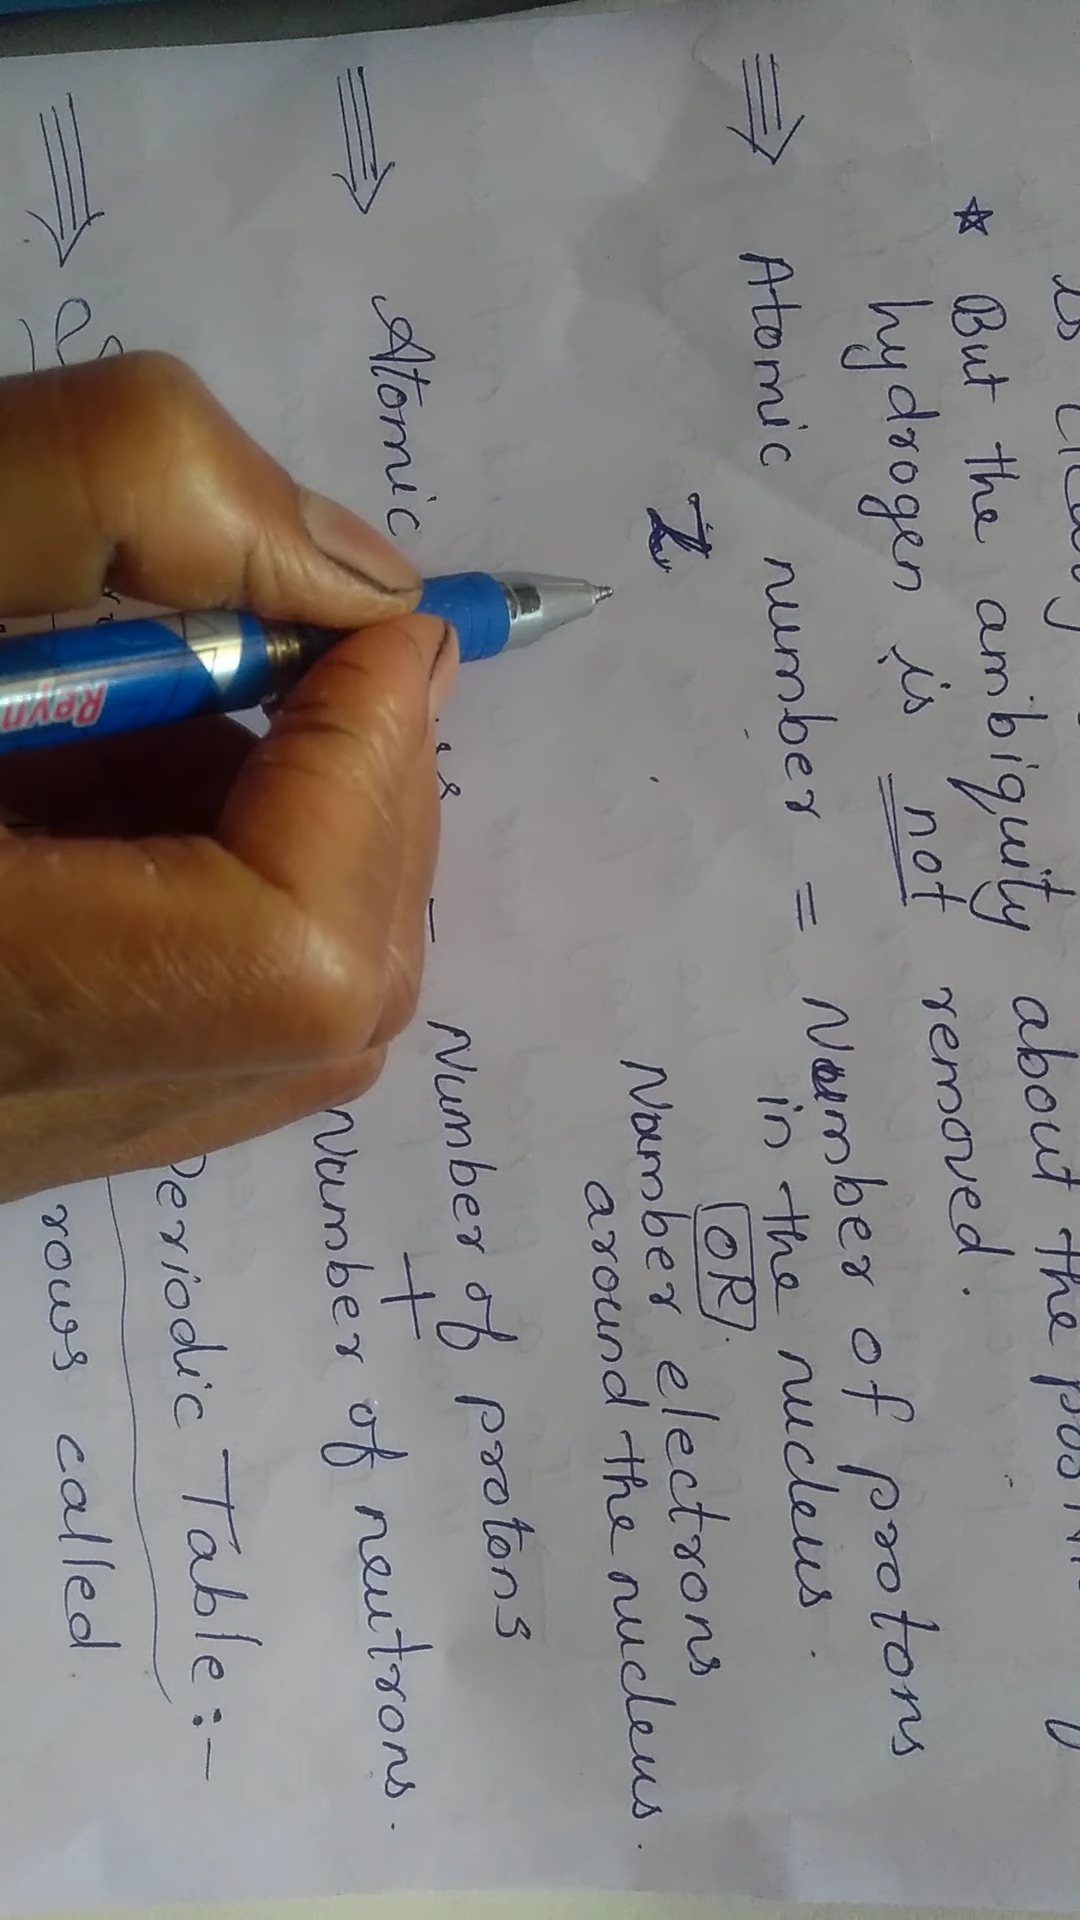 ★ But the ambiguity about the
hydrogen is not removed.
⇒ Atomic number = Number of protons
in the nucleus.
Z
OR
Number electrons
around the nucleus.
⇒ Atomic - Number of protons
+
Number of neutrons.
⇒ Periodic Table :-
rows called
Reyn